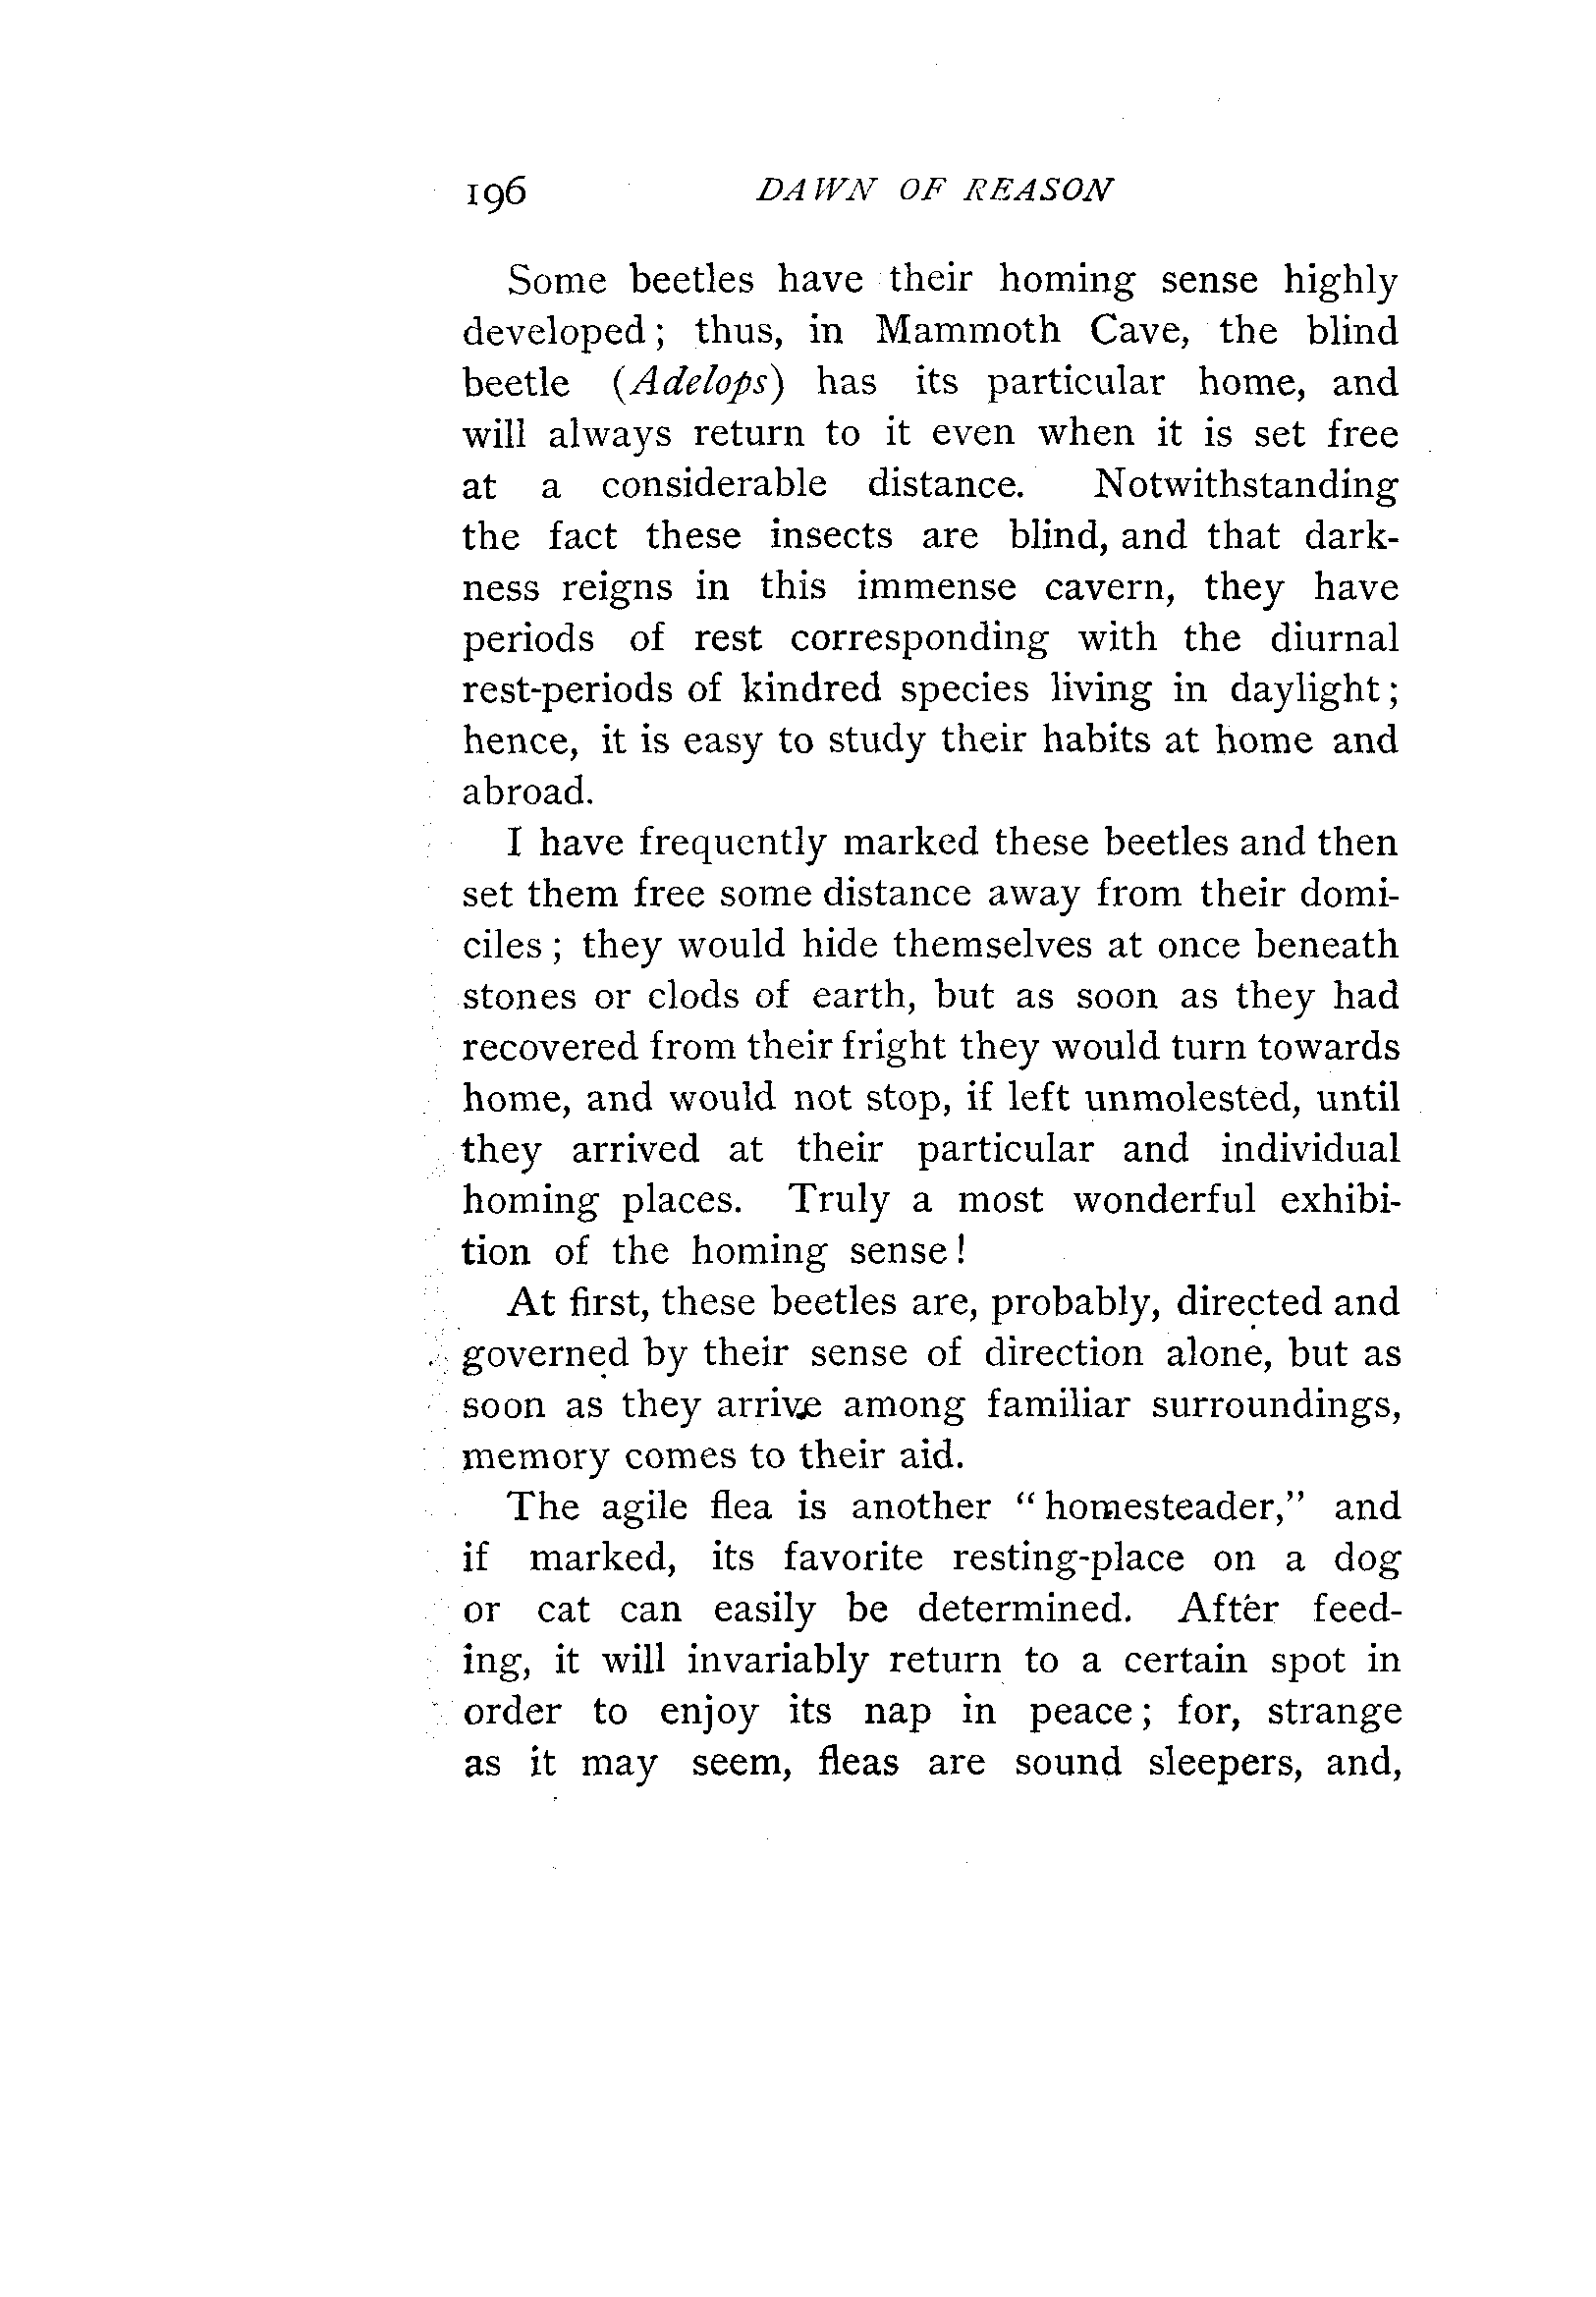 196 DAWN OF REASON
Some beetles have their homing sense highly
developed; thus, in Mammoth Cave, the blind
beetle (Adelops) has its particular home, and
will always return to it even when it is set free
at a considerable distance. Notwithstanding
the fact these insects are blind, and that dark-
ness reigns in this immense cavern, they have
periods of rest corresponding with the diurnal
rest-periods of kindred species living in daylight;
hence, it is easy to study their habits at home and
abroad.
I have frequently marked these beetles and then
set them free some distance away from their domi-
ciles; they would hide themselves at once beneath
stones or clods of earth, but as soon as they had
recovered from their fright they would turn towards
home, and would not stop, if left unmolested, until
they arrived at their particular and individual
homing places. Truly a most wonderful exhibi-
tion of the homing sense!
At first, these beetles are, probably, directed and
governed by their sense of direction alone, but as
soon as they arrive among familiar surroundings,
memory comes to their aid.
The agile flea is another "homesteader," and
if marked, its favorite resting-place on a dog
or cat can easily be determined. After feed-
ing, it will invariably return to a certain spot in
order to enjoy its nap in peace; for, strange
as it may seem, fleas are sound sleepers, and,